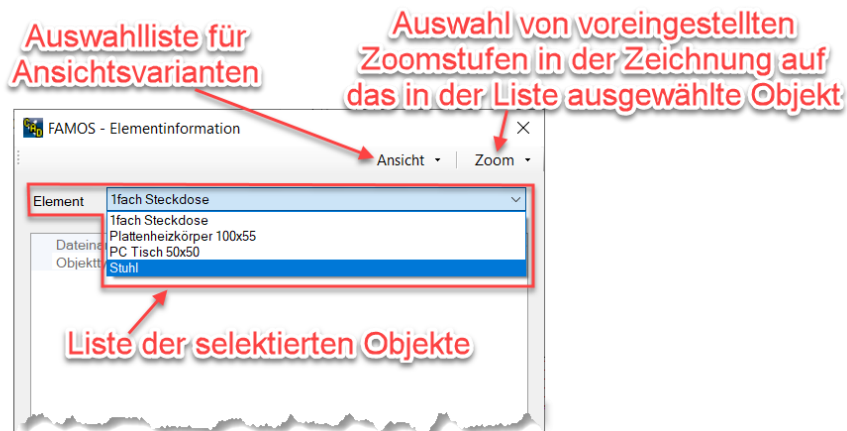 Auswahlliste für
Ansichtsvarianten
Auswahl von voreingestellten
Zoomstufen in der Zeichnung auf
das in der Liste ausgewählte Objekt
FAMOS - Elementinformation
Ansicht
Zoom
Element
1fach Steckdose
1fach Steckdose
Plattenheizkörper 100x55
PC Tisch 50x50
Stuhl
Liste der selektierten Objekte